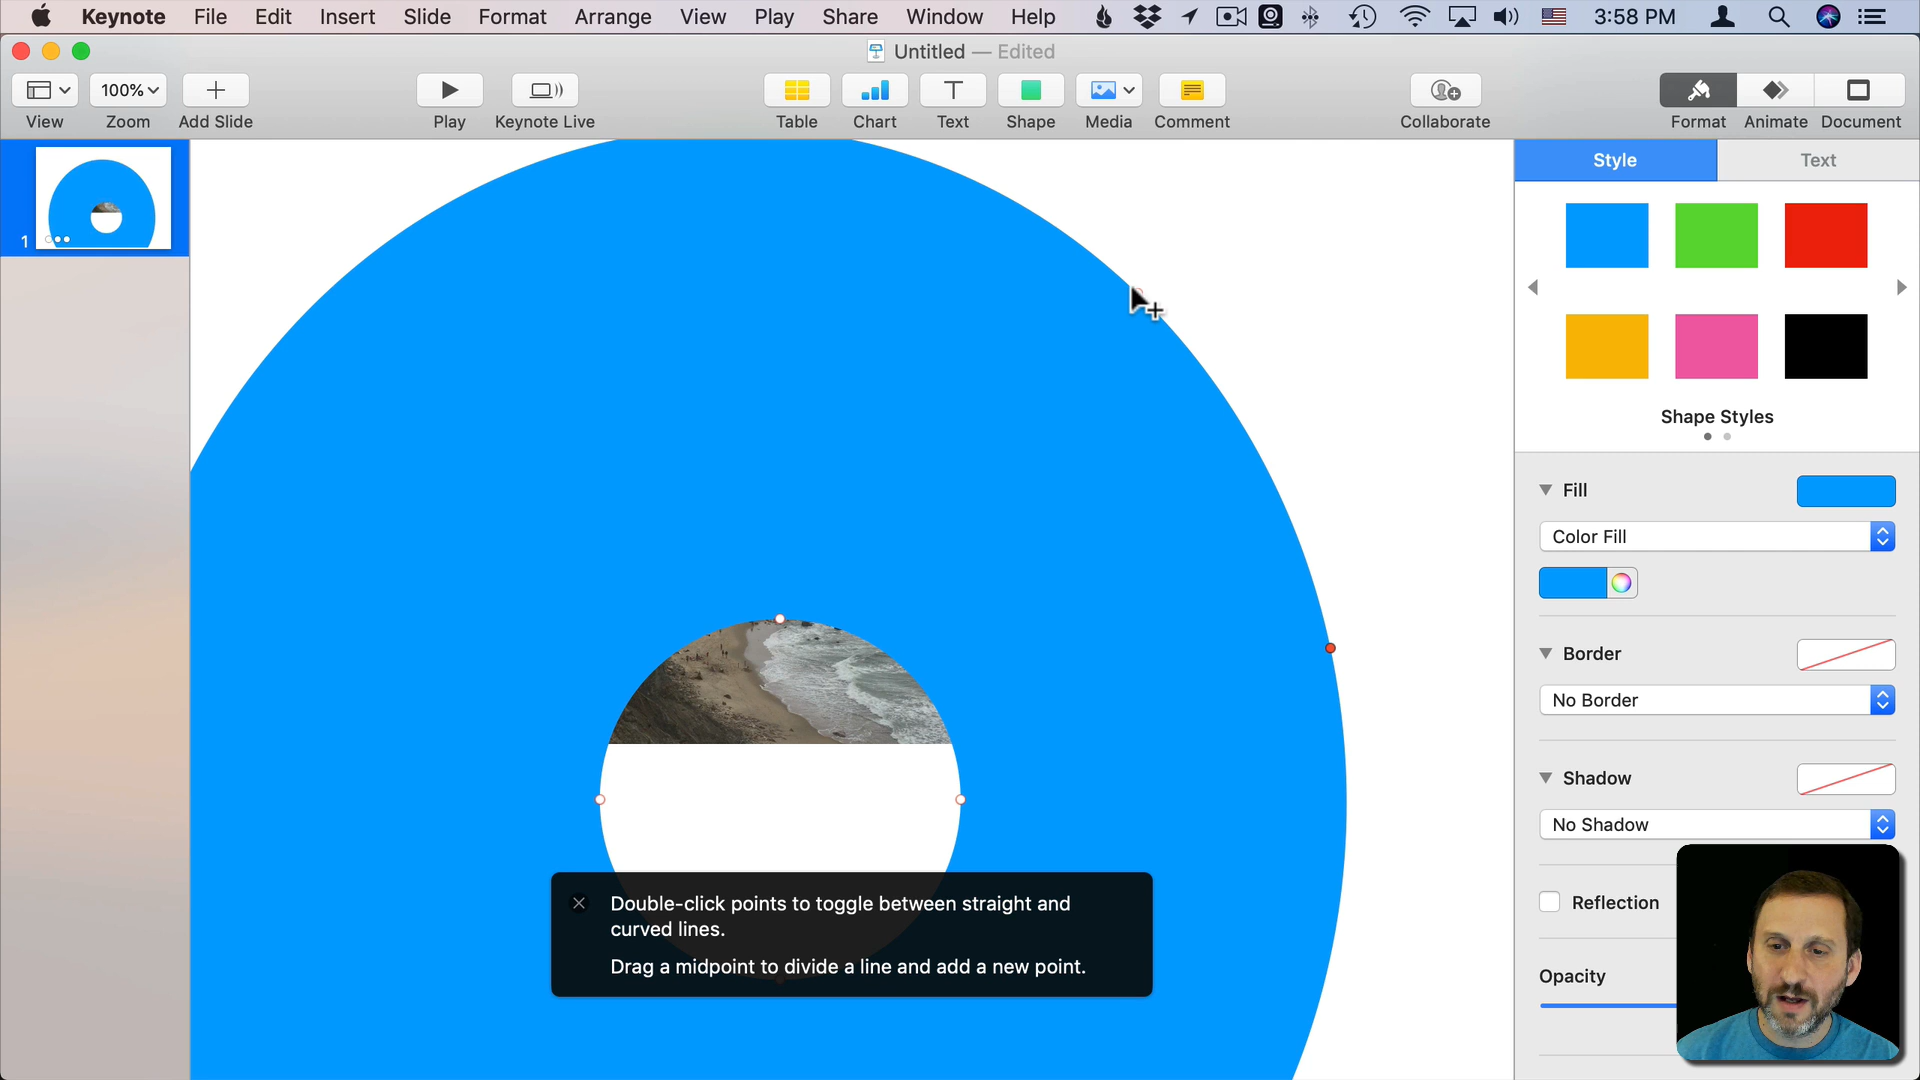 Keynote File Edit Insert Slide Format Arrange View Play Share Window Help 3:58 PM
Untitled — Edited
100%
View Zoom Add Slide Play Keynote Live Table Chart Text Shape Media Comment Collaborate Format Animate Document
Style Text
1
Shape Styles
Fill
Color Fill
Border
No Border
Shadow
No Shadow
Reflection
Opacity
Double-click points to toggle between straight and
curved lines.
Drag a midpoint to divide a line and add a new point.